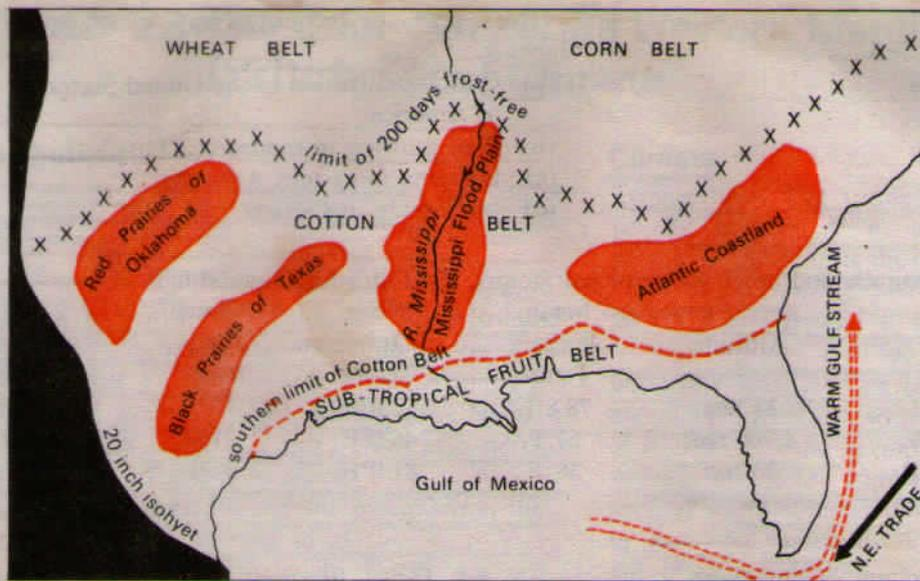 WHEAT BELT
CORN BELT
limit of 200 days frost-free
Red Prairies of
Oklahoma
COTTON BELT
R. Mississippi
Mississippi Flood Plain
Atlantic Coastland
Black Prairies of Texas
southern limit of Cotton Belt
SUB-TROPICAL FRUIT BELT
WARM GULF STREAM
20 inch isohyet
Gulf of Mexico
N.E. TRADE